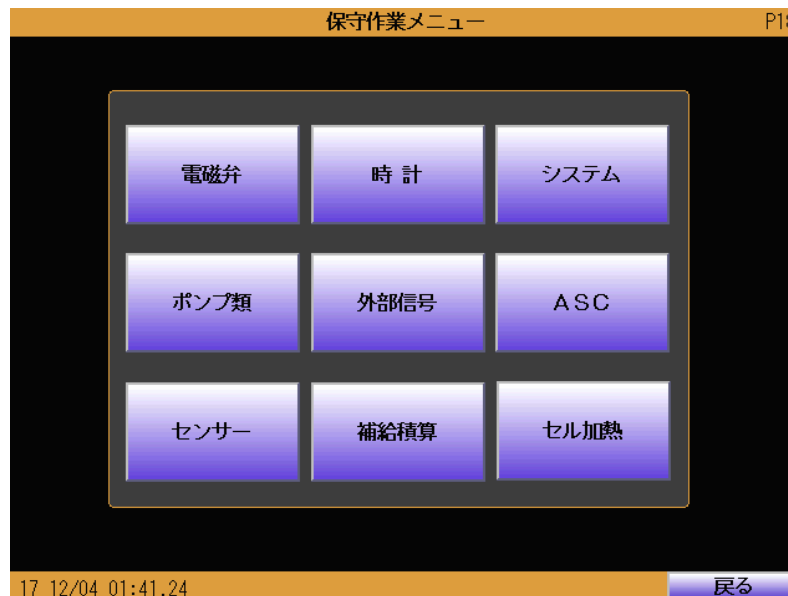 保守作業メニュー
電磁弁 時計 システム
ポンプ類 外部信号 ASC
センサー 補給積算 セル加熱
17 12/04 01:41.24 戻る